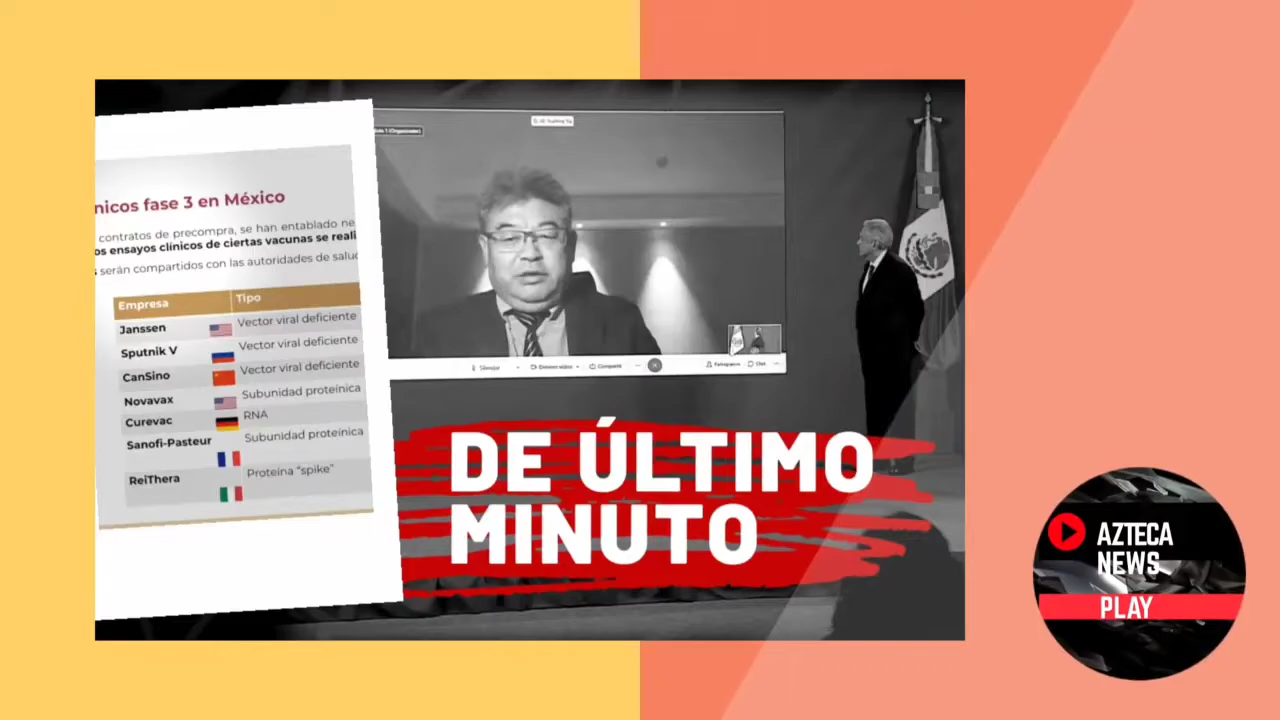 nicos fase 3 en México
contratos de precompra, se han entablado ne
os ensayos clínicos de ciertas vacunas se reali
serán compartidos con las autoridades de salud
Empresa Tipo
Janssen Vector viral deficiente
Sputnik V Vector viral deficiente
CanSino Vector viral deficiente
Novavax Subunidad proteínica
Curevac RNA
Sanofi-Pasteur Subunidad proteínica
ReiThera Proteína “spike”
DE ÚLTIMO
MINUTO
AZTECA
NEWS
PLAY